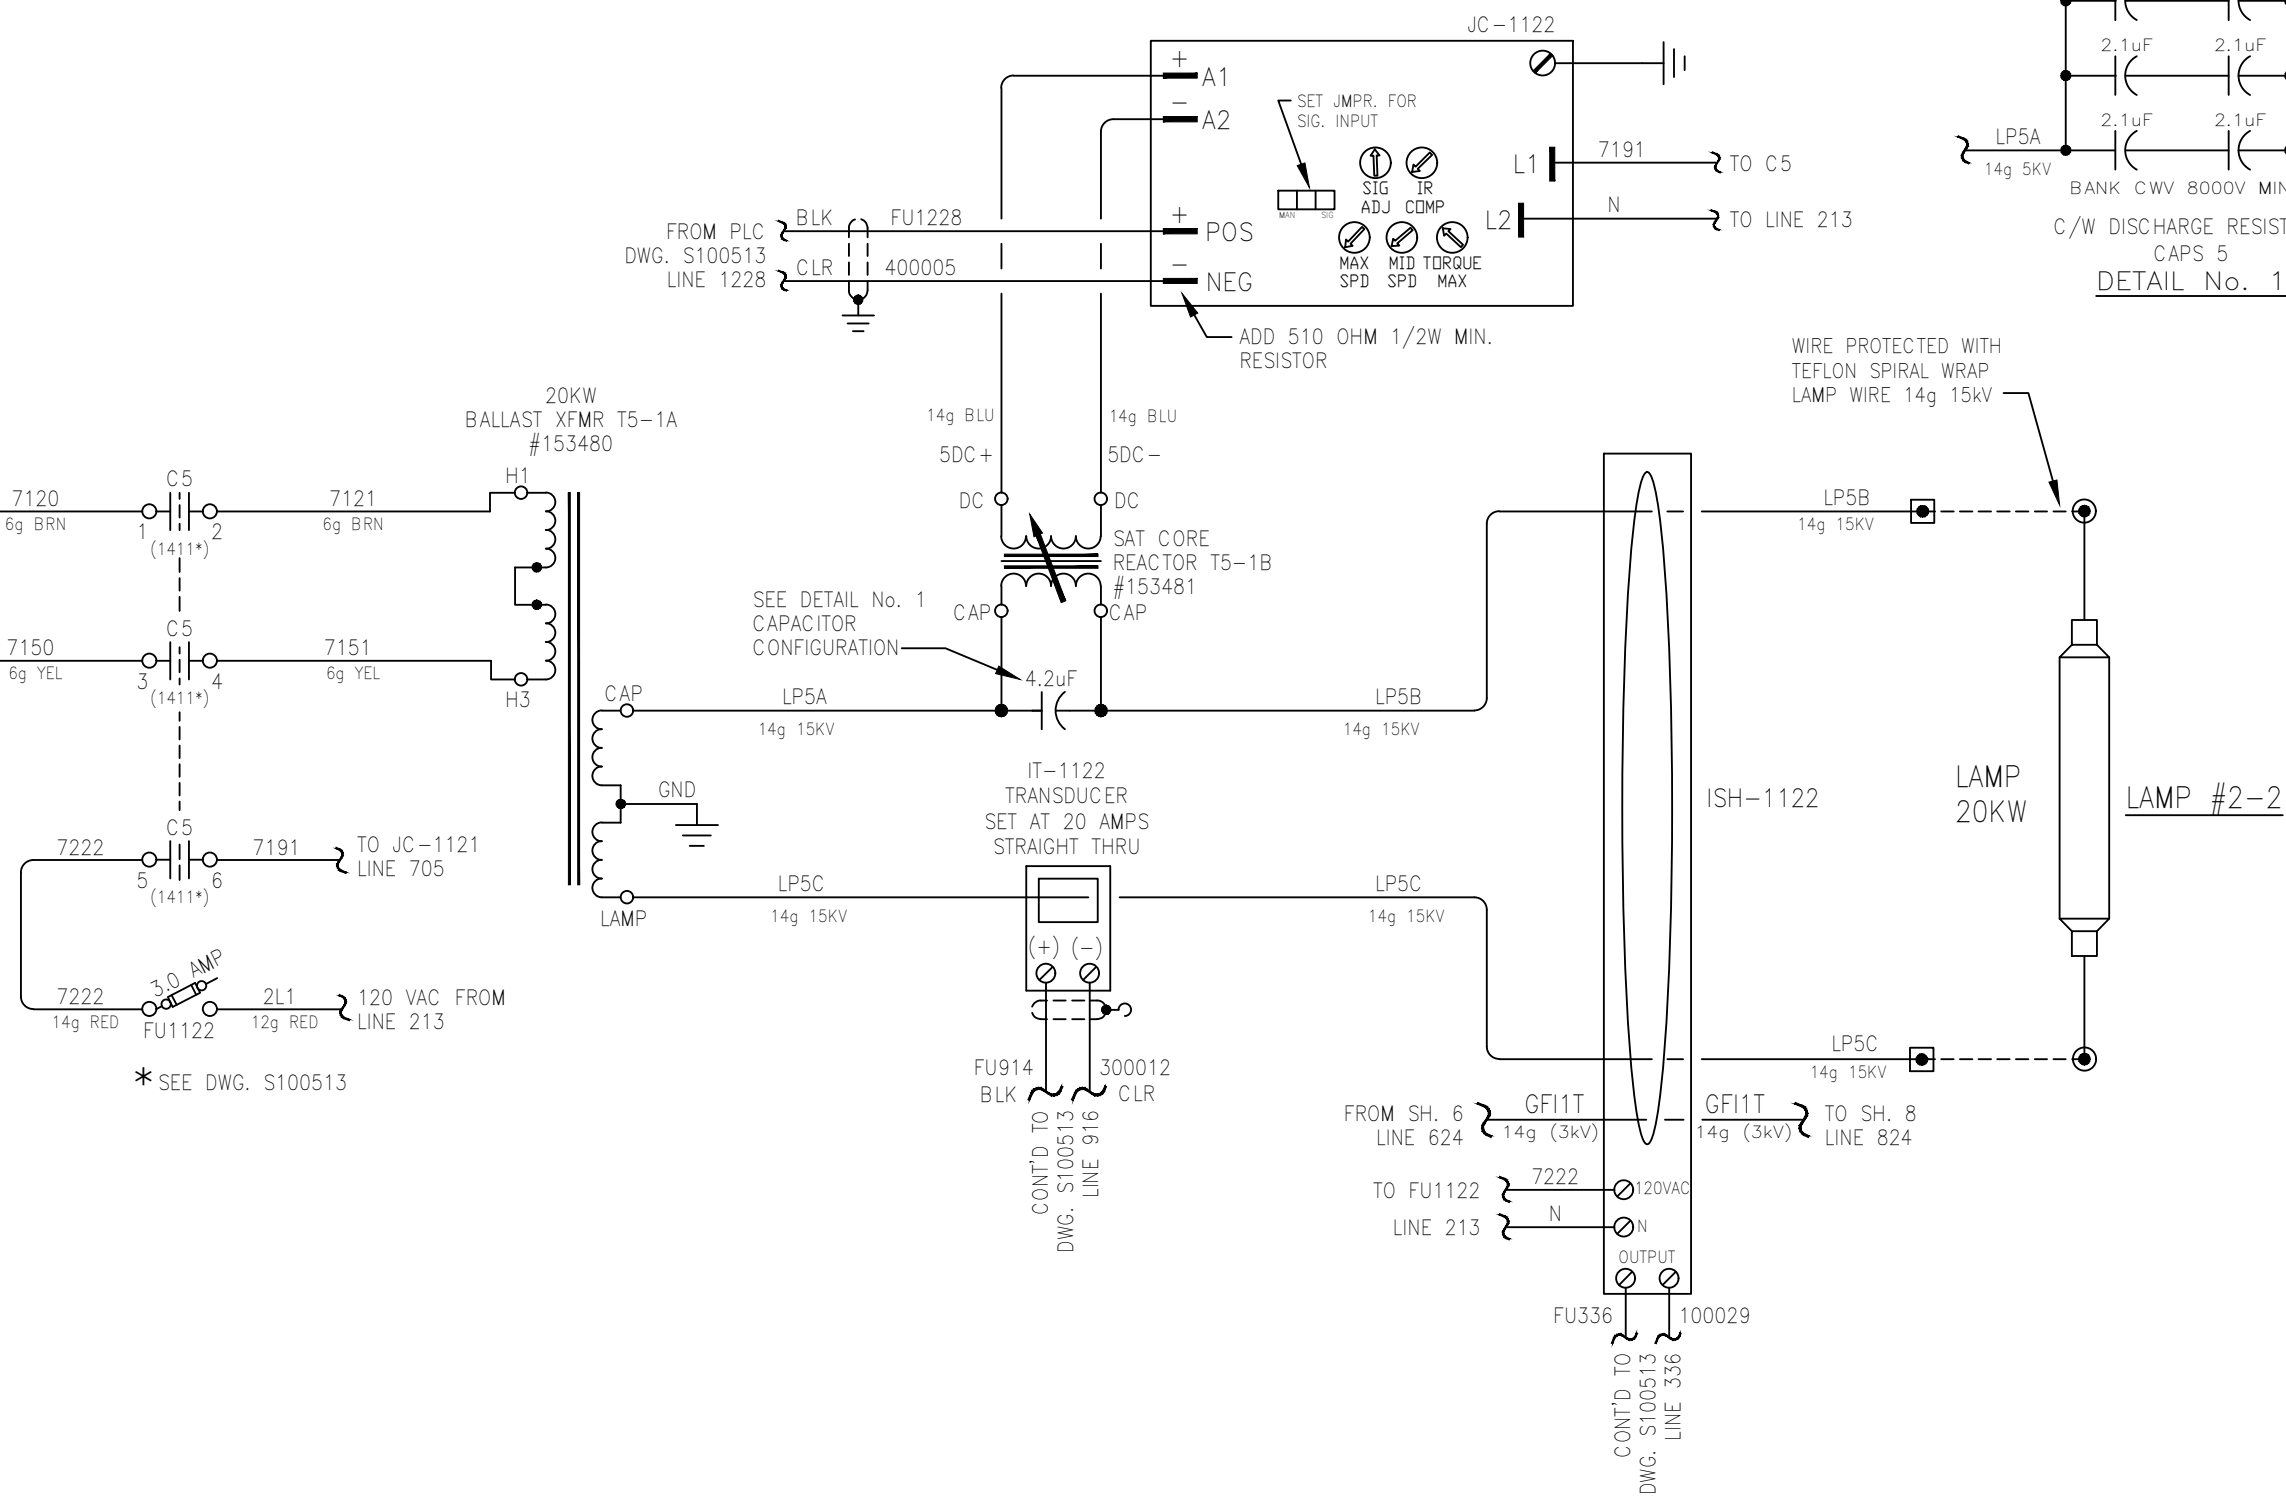 JC-1122
+
A1
−
A2
SET JMPR. FOR
SIG. INPUT
MAN
SIG
SIG
ADJ
IR
COMP
MAX
SPD
MID
SPD
TORQUE
MAX
L1
7191
TO C5
L2
N
TO LINE 213
+
POS
−
NEG
FROM PLC
DWG. S100513
LINE 1228
BLK
FU1228
CLR
400005
ADD 510 OHM 1/2W MIN.
RESISTOR
2.1uF
2.1uF
2.1uF
2.1uF
LP5A
14g 5KV
BANK CWV 8000V MIN
C/W DISCHARGE RESIST
CAPS 5
DETAIL No. 1
WIRE PROTECTED WITH
TEFLON SPIRAL WRAP
LAMP WIRE 14g 15kV
20KW
BALLAST XFMR T5-1A
#153480
H1
H3
7120
6g BRN
C5
1
2
(1411*)
7121
6g BRN
7150
6g YEL
C5
3
4
(1411*)
7151
6g YEL
7222
C5
5
6
(1411*)
7191
TO JC-1121
LINE 705
7222
14g RED
3.0 AMP
FU1122
2L1
12g RED
120 VAC FROM
LINE 213
* SEE DWG. S100513
14g BLU
14g BLU
5DC+
5DC-
DC
DC
SAT CORE
REACTOR T5-1B
#153481
CAP
CAP
SEE DETAIL No. 1
CAPACITOR
CONFIGURATION
4.2uF
CAP
LP5A
14g 15KV
LP5B
14g 15KV
GND
LAMP
LP5C
14g 15KV
IT-1122
TRANSDUCER
SET AT 20 AMPS
STRAIGHT THRU
(+)
(-)
LP5C
14g 15KV
FU914
BLK
300012
CLR
CONT'D TO
DWG. S100513
LINE 916
LP5B
14g 15KV
ISH-1122
LAMP
20KW
LAMP #2-2
LP5C
14g 15KV
FROM SH. 6
LINE 624
GFI1T
14g (3kV)
GFI1T
14g (3kV)
TO SH. 8
LINE 824
TO FU1122
7222
120VAC
LINE 213
N
N
OUTPUT
FU336
100029
CONT'D TO
DWG. S100513
LINE 336